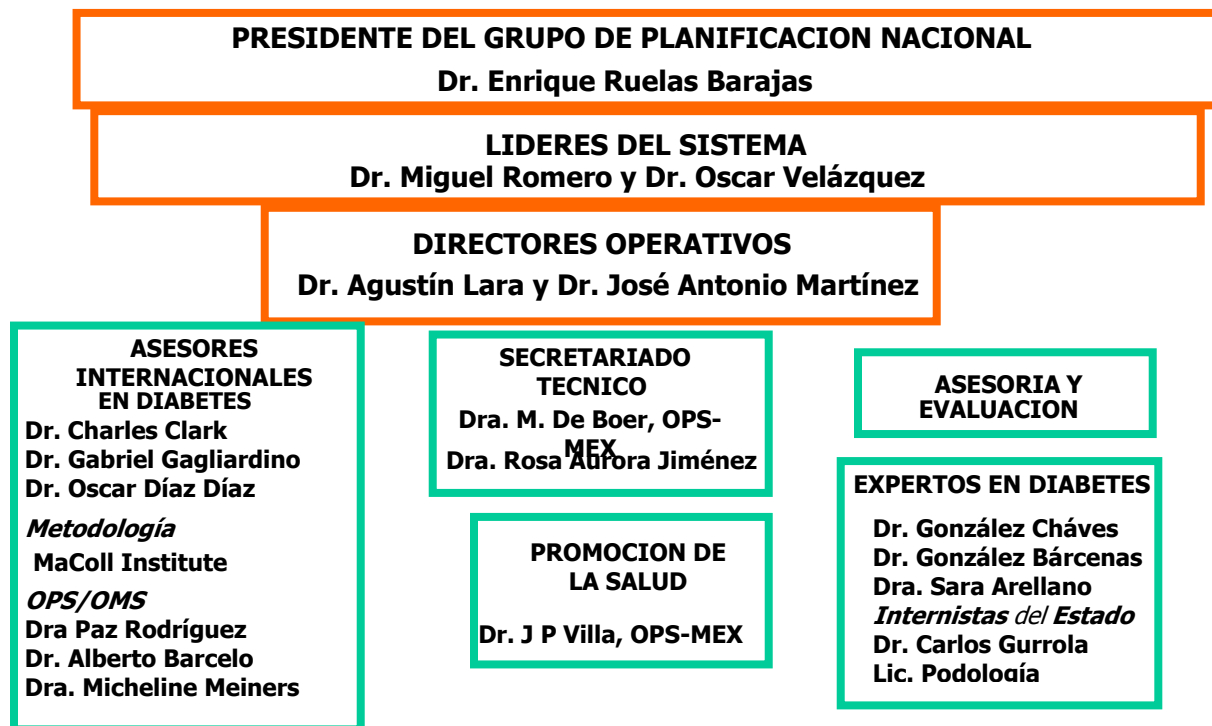 PRESIDENTE DEL GRUPO DE PLANIFICACION NACIONAL
Dr. Enrique Ruelas Barajas
LIDERES DEL SISTEMA
Dr. Miguel Romero y Dr. Oscar Velázquez
DIRECTORES OPERATIVOS
Dr. Agustín Lara y Dr. José Antonio Martínez
ASESORES
INTERNACIONALES
EN DIABETES
Dr. Charles Clark
Dr. Gabriel Gagliardino
Dr. Oscar Díaz Díaz
Metodología
MaColl Institute
OPS/OMS
Dra Paz Rodríguez
Dr. Alberto Barcelo
Dra. Micheline Meiners
SECRETARIADO
TECNICO
Dra. M. De Boer, OPS-
MEX
Dra. Rosa Aurora Jiménez
PROMOCION DE
LA SALUD
Dr. J P Villa, OPS-MEX
ASESORIA Y
EVALUACION
EXPERTOS EN DIABETES
Dr. González Cháves
Dr. González Bárcenas
Dra. Sara Arellano
Internistas del Estado
Dr. Carlos Gurrola
Lic. Podología